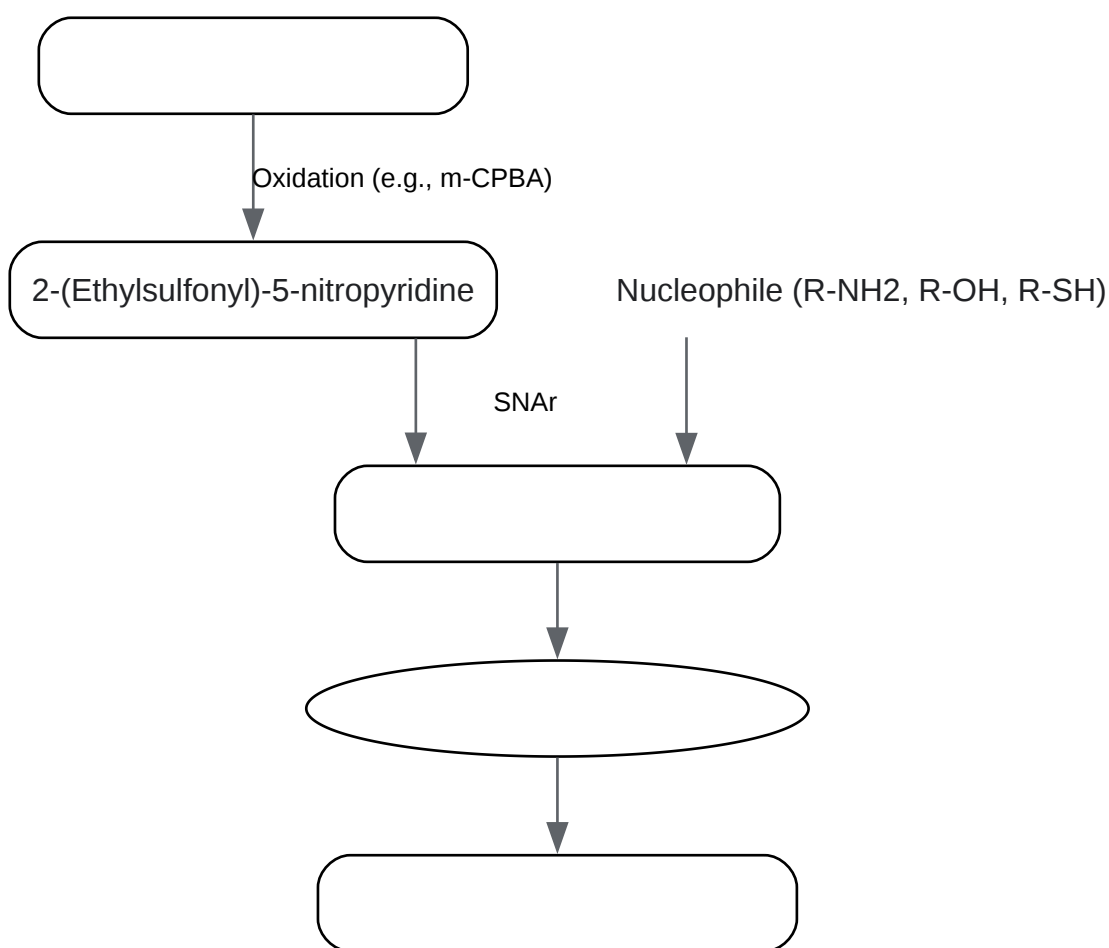 Oxidation (e.g., m-CPBA)
2-(Ethylsulfonyl)-5-nitropyridine
Nucleophile (R-NH2, R-OH, R-SH)
SNAr